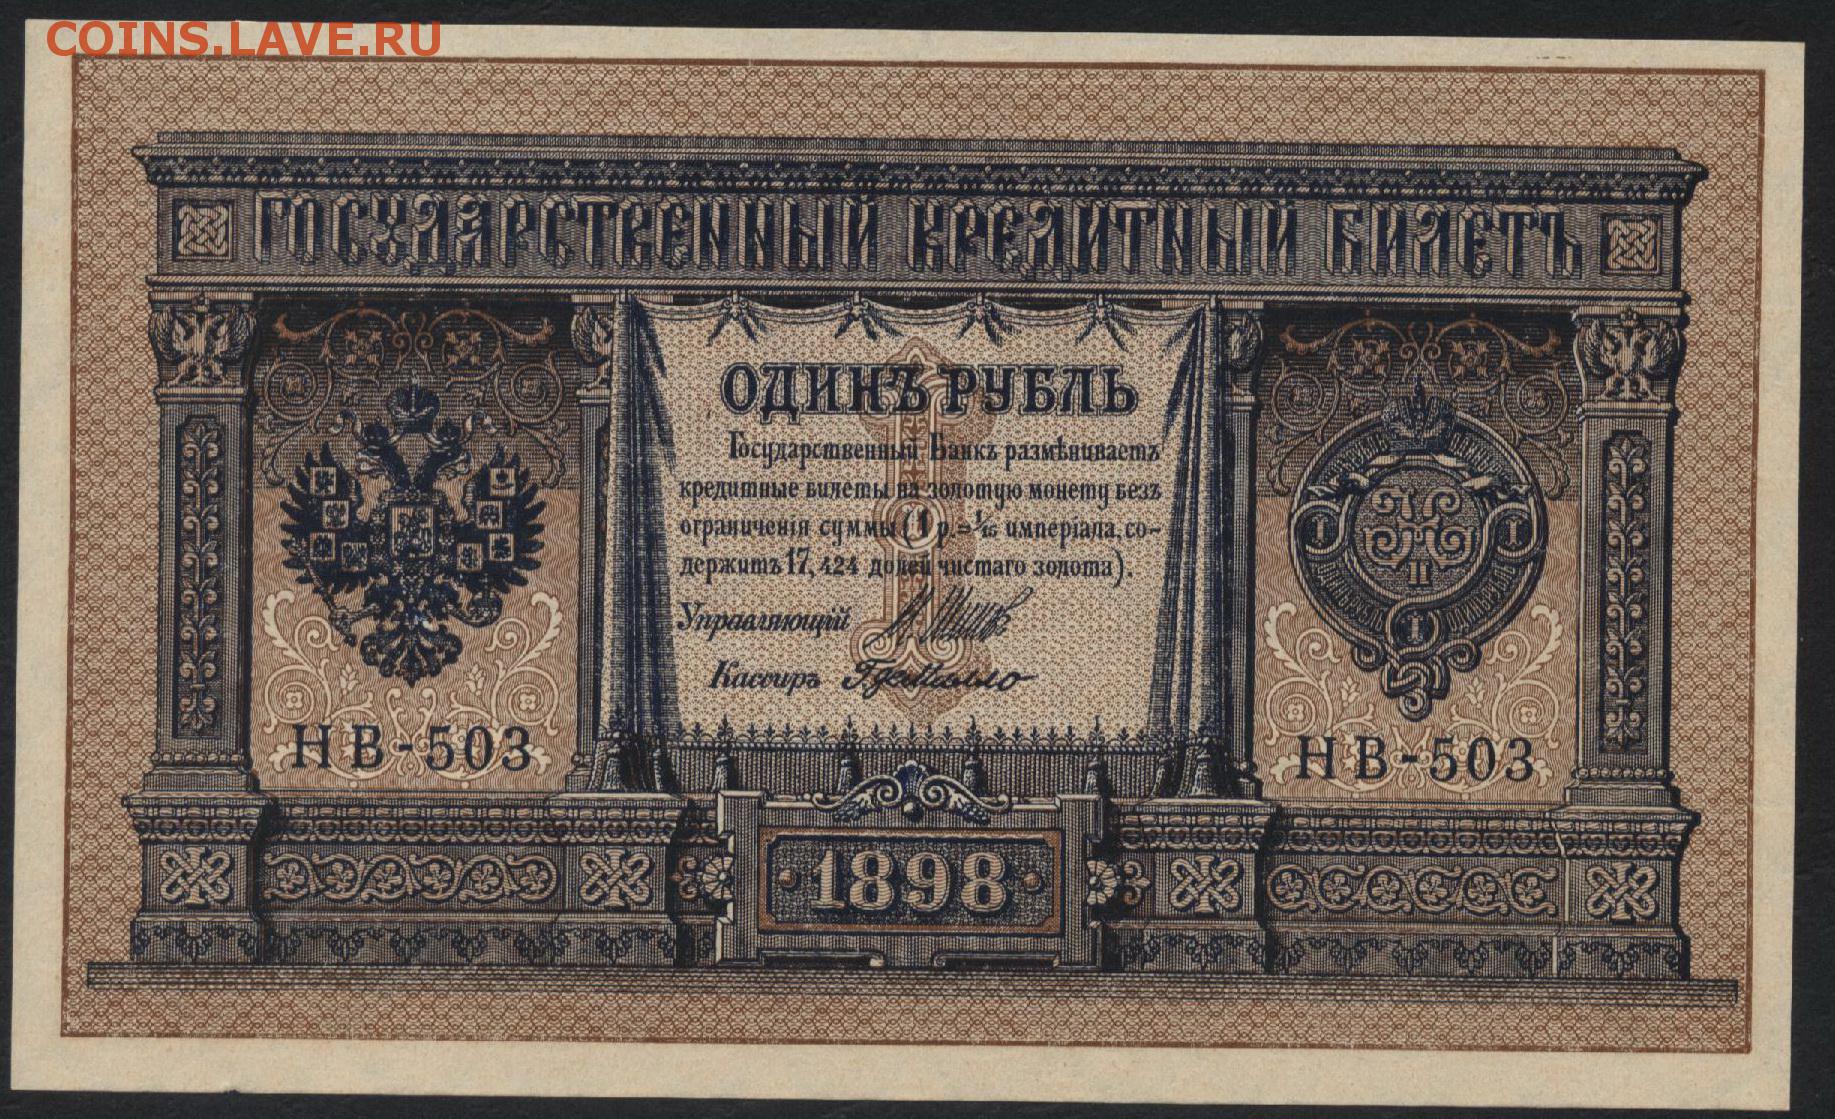 COINS.LAVE.RU
ГОСУДАРСТВЕННЫЙ КРЕДИТНЫЙ БИЛЕТЪ
ОДИНЪ РУБЛЬ
Государственный Банкъ размѣниваетъ
кредитные билеты на золотую монету безъ
ограниченія суммы (1 р.=1/15 имперіала, со-
держитъ 17,424 долей чистаго золота).
Управляющій
Кассиръ
НВ-503
НВ-503
I
I
II
I
1898